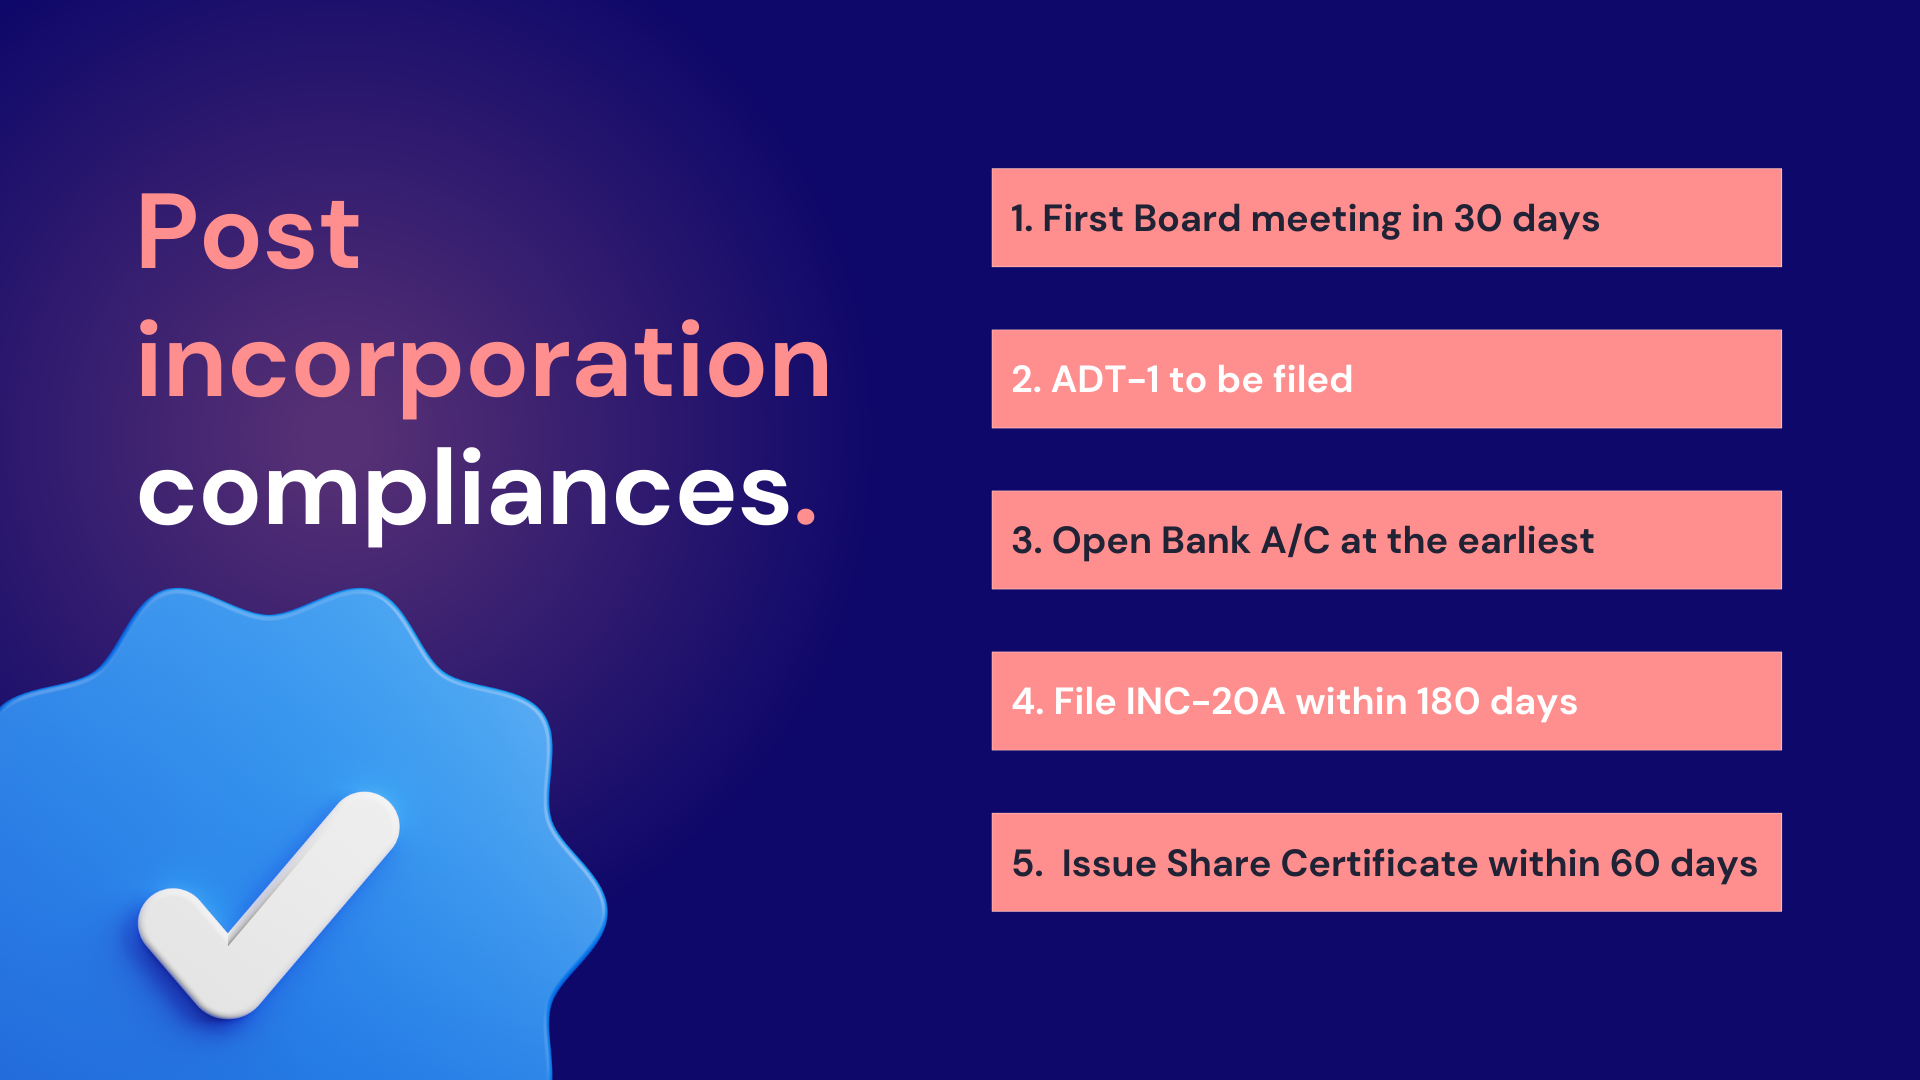 Post
incorporation
compliances.
1. First Board meeting in 30 days
2. ADT-1 to be filed
3. Open Bank A/C at the earliest
4. File INC-20A within 180 days
5.  Issue Share Certificate within 60 days